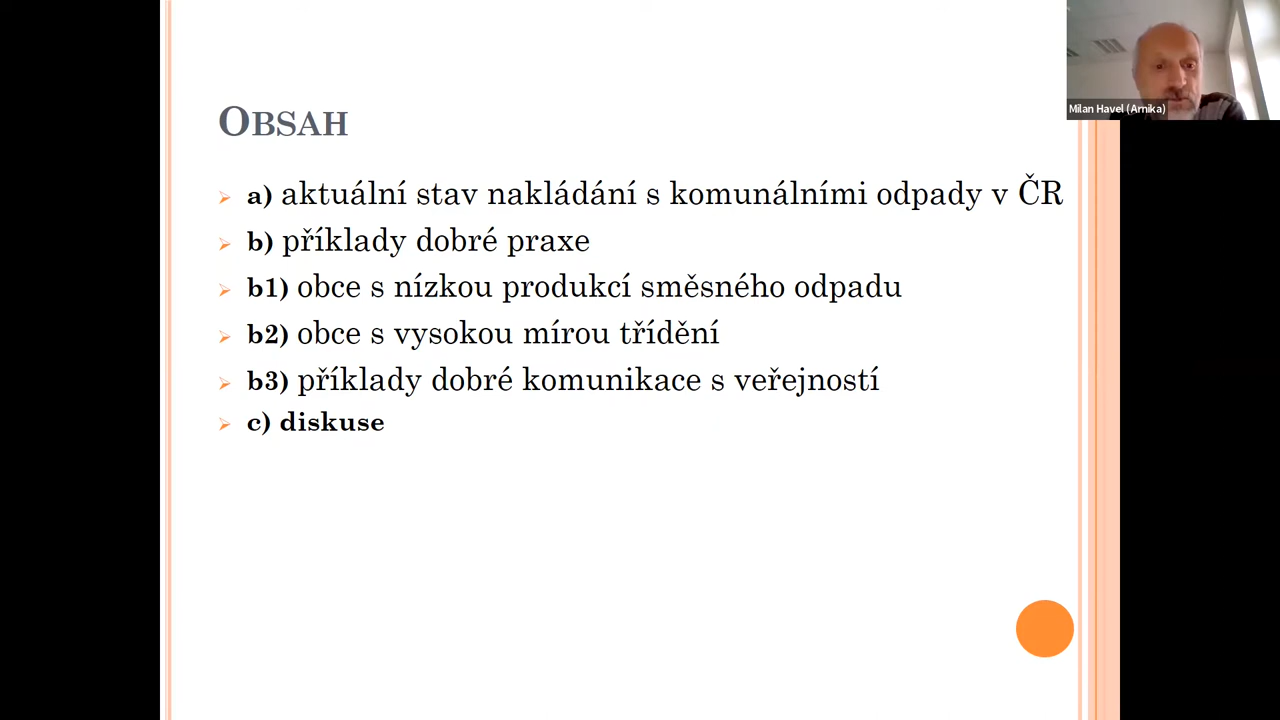 Obsah
a) aktuální stav nakládání s komunálními odpady v ČR
b) příklady dobré praxe
b1) obce s nízkou produkcí směsného odpadu
b2) obce s vysokou mírou třídění
b3) příklady dobré komunikace s veřejností
c) diskuse
Milan Havel (Arnika)